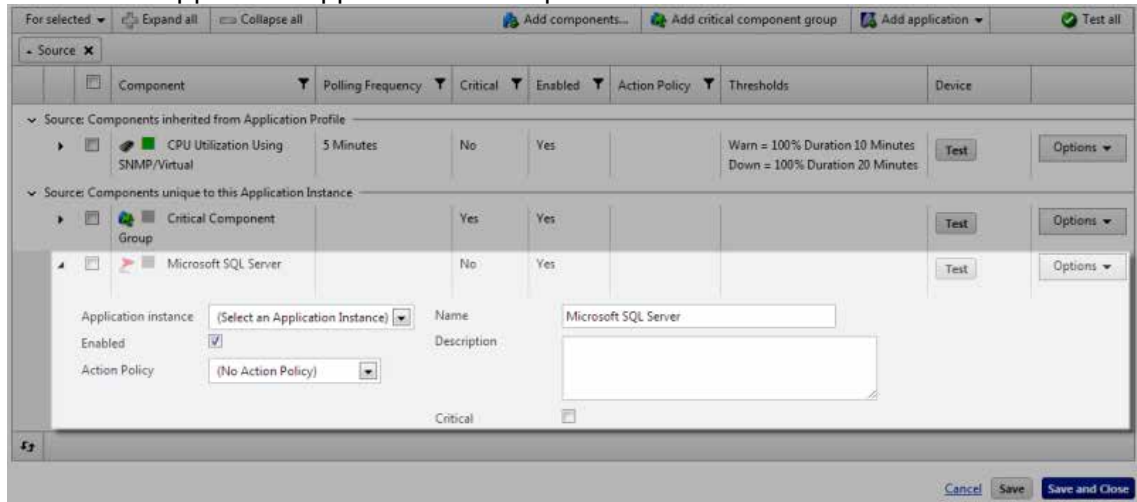 For selected Expand all Collapse all Add components... Add critical component group Add application Test all
Source ×
Component Polling Frequency Critical Enabled Action Policy Thresholds Device
Source: Components inherited from Application Profile
CPU Utilization Using 5 Minutes No Yes Warn = 100% Duration 10 Minutes Test Options
SNMP/Virtual Down = 100% Duration 20 Minutes
Source: Components unique to this Application Instance
Critical Component Yes Yes Test Options
Group
Microsoft SQL Server No Yes Test Options
Application instance (Select an Application Instance) Name Microsoft SQL Server
Enabled Description
Action Policy (No Action Policy)
Critical
Cancel Save Save and Close